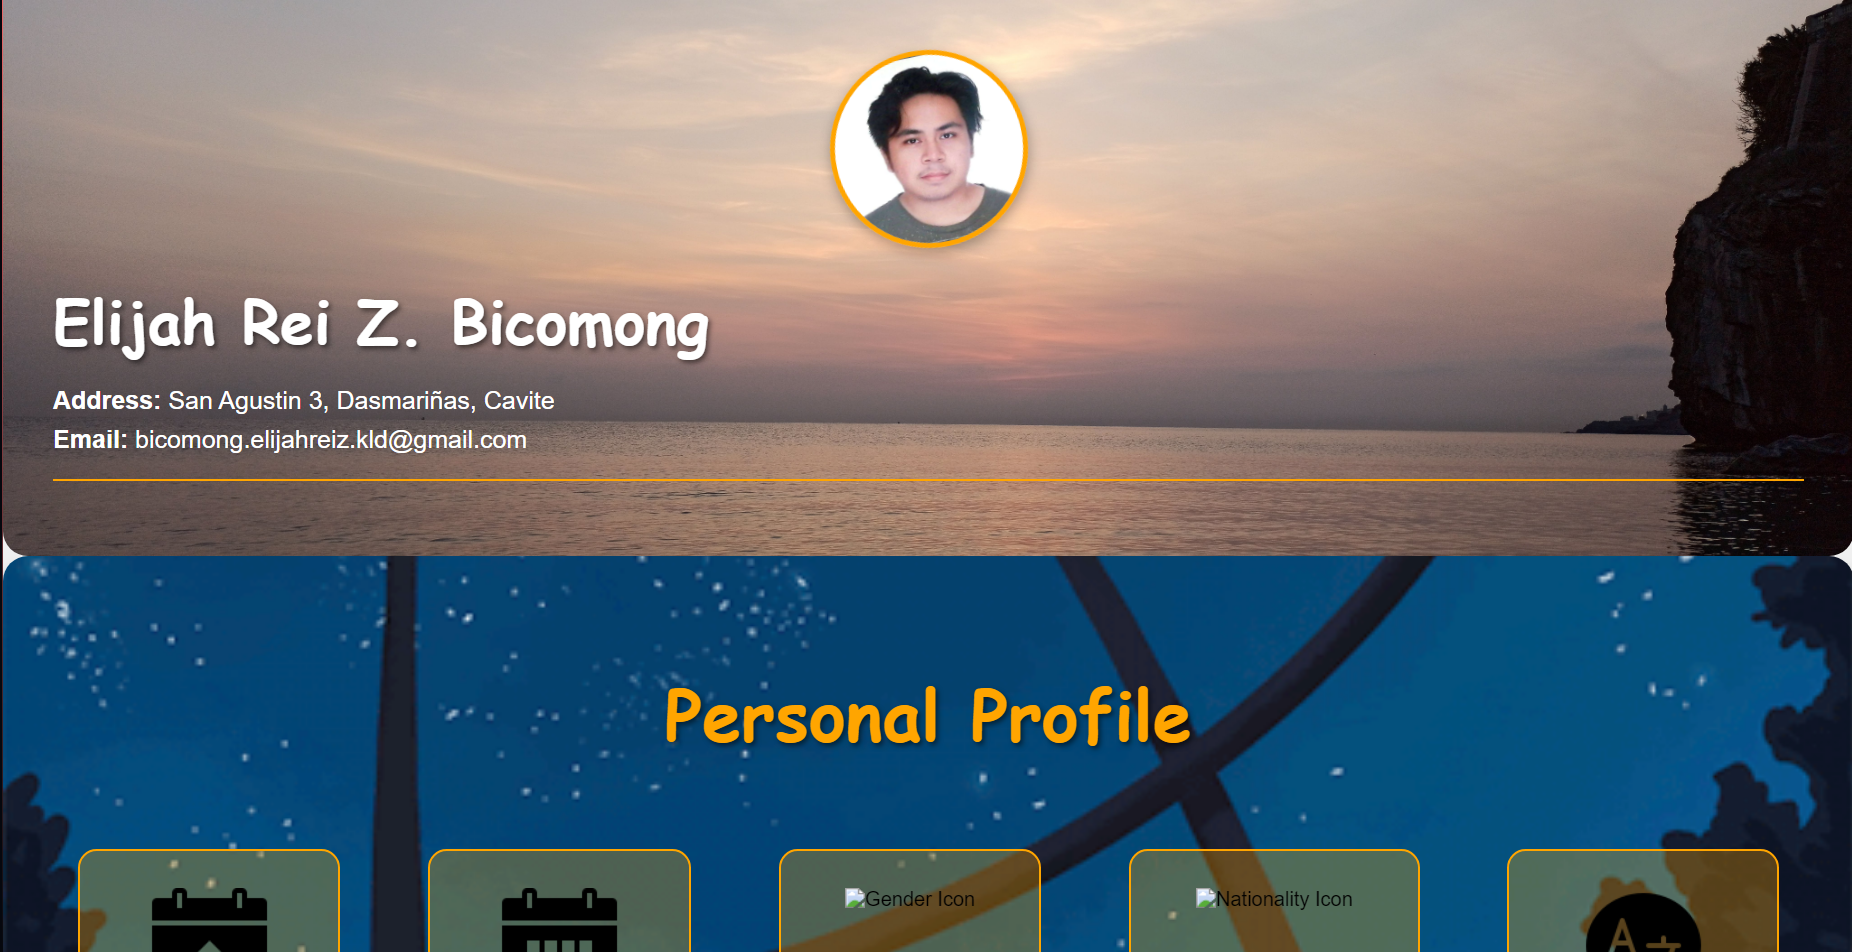 Elijah Rei Z. Bicomong
Address: San Agustin 3, Dasmariñas, Cavite
Email: bicomong.elijahreiz.kld@gmail.com
Personal Profile
Gender Icon
Nationality Icon
A